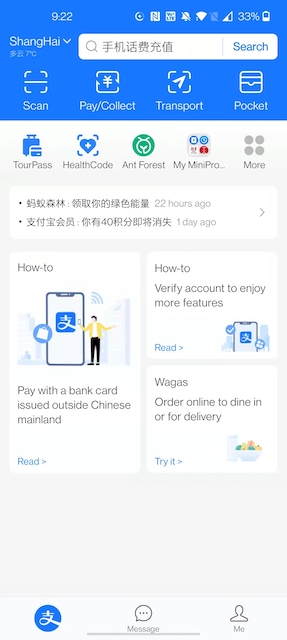 9:22
33%
ShangHai
多云 7°C
手机话费充值
Search
Scan
Pay/Collect
Transport
Pocket
TourPass
HealthCode
Ant Forest
My MiniPro...
More
• 蚂蚁森林 : 领取你的绿色能量 22 hours ago
• 支付宝会员 : 你有40积分即将消失 1 day ago
How-to
Pay with a bank card
issued outside Chinese
mainland
Read >
How-to
Verify account to enjoy
more features
Read >
Wagas
Order online to dine in
or for delivery
Try it >
Message
Me